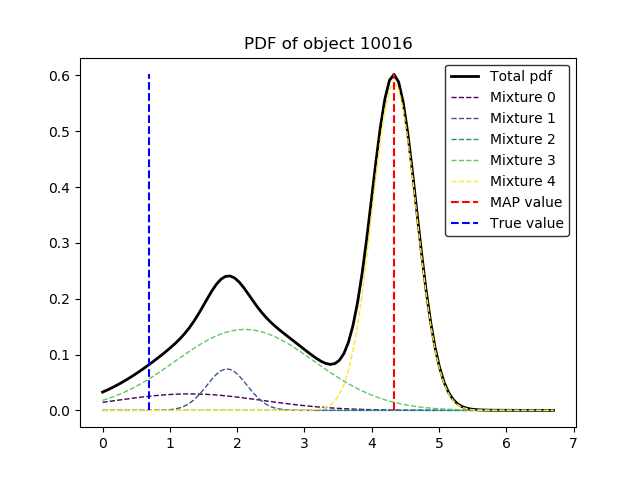 PDF of object 10016
0.6
0.5
0.4
0.3
0.2
0.1
0.0
0 1 2 3 4 5 6 7
Total pdf
Mixture 0
Mixture 1
Mixture 2
Mixture 3
Mixture 4
MAP value
True value